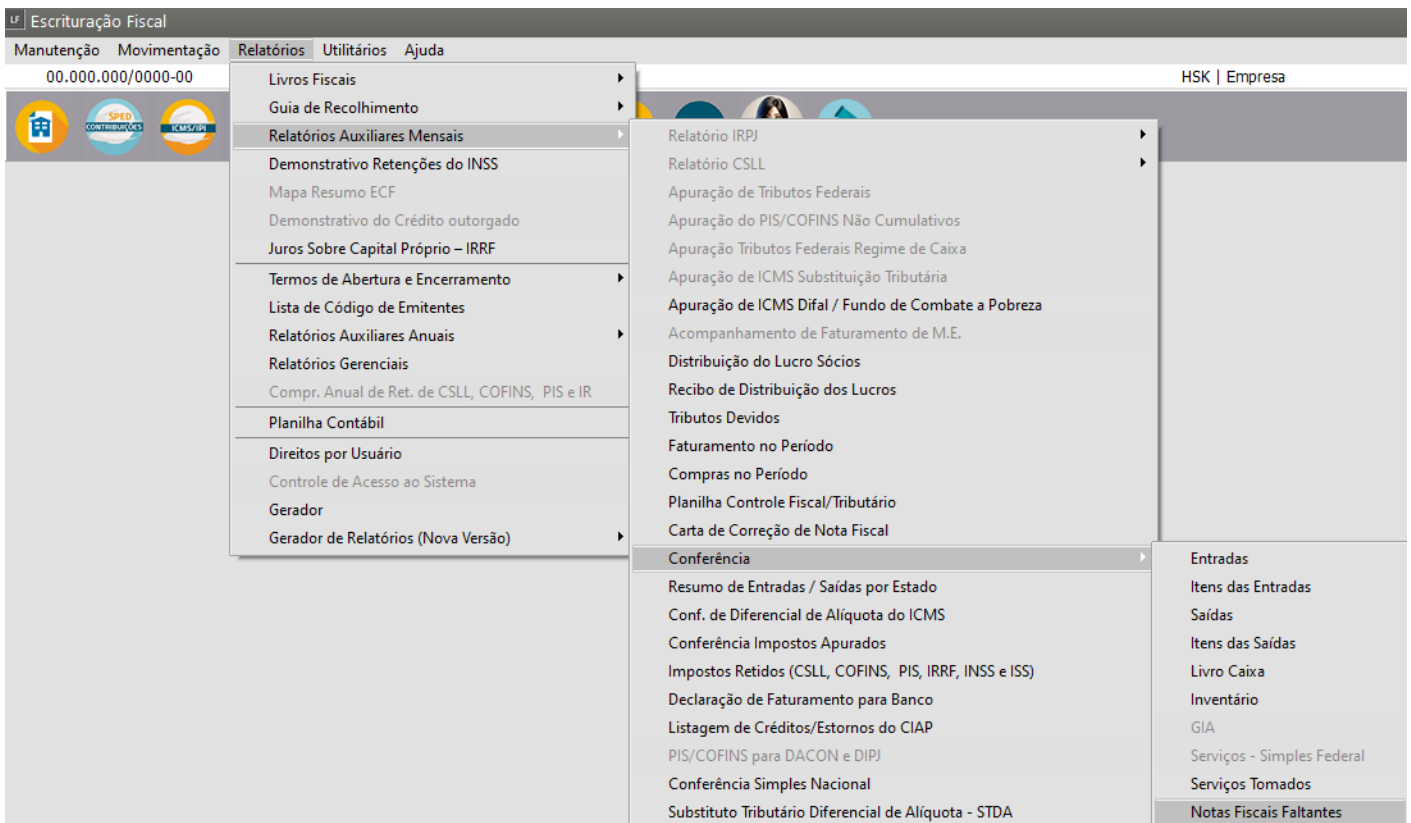 LF Escrituração Fiscal
Manutenção Movimentação Relatórios Utilitários Ajuda
00.000.000/0000-00
HSK | Empresa
SPED
CONTRIBUIÇÕES
ICMS/IPI
Livros Fiscais
Guia de Recolhimento
Relatórios Auxiliares Mensais
Demonstrativo Retenções do INSS
Mapa Resumo ECF
Demonstrativo do Crédito outorgado
Juros Sobre Capital Próprio – IRRF
Termos de Abertura e Encerramento
Lista de Código de Emitentes
Relatórios Auxiliares Anuais
Relatórios Gerenciais
Compr. Anual de Ret. de CSLL, COFINS, PIS e IR
Planilha Contábil
Direitos por Usuário
Controle de Acesso ao Sistema
Gerador
Gerador de Relatórios (Nova Versão)
Relatório IRPJ
Relatório CSLL
Apuração de Tributos Federais
Apuração do PIS/COFINS Não Cumulativos
Apuração Tributos Federais Regime de Caixa
Apuração de ICMS Substituição Tributária
Apuração de ICMS Difal / Fundo de Combate a Pobreza
Acompanhamento de Faturamento de M.E.
Distribuição do Lucro Sócios
Recibo de Distribuição dos Lucros
Tributos Devidos
Faturamento no Período
Compras no Período
Planilha Controle Fiscal/Tributário
Carta de Correção de Nota Fiscal
Conferência
Resumo de Entradas / Saídas por Estado
Conf. de Diferencial de Alíquota do ICMS
Conferência Impostos Apurados
Impostos Retidos (CSLL, COFINS, PIS, IRRF, INSS e ISS)
Declaração de Faturamento para Banco
Listagem de Créditos/Estornos do CIAP
PIS/COFINS para DACON e DIPJ
Conferência Simples Nacional
Substituto Tributário Diferencial de Alíquota - STDA
Entradas
Itens das Entradas
Saídas
Itens das Saídas
Livro Caixa
Inventário
GIA
Serviços - Simples Federal
Serviços Tomados
Notas Fiscais Faltantes